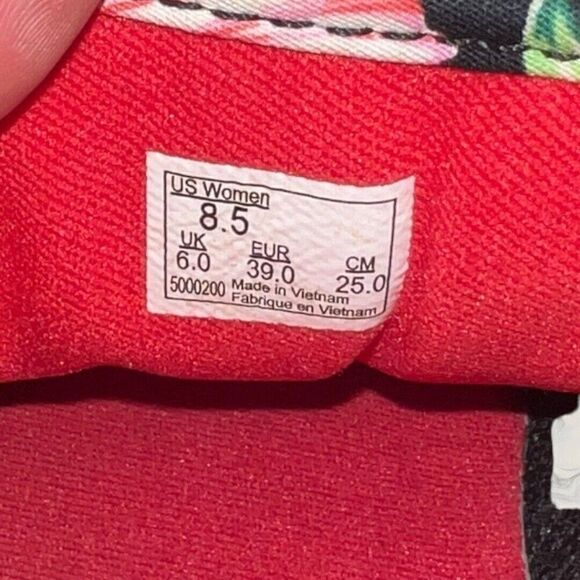 US Women
8.5
UK EUR CM
6.0 39.0 25.0
5000200 Made in Vietnam
Fabrique en Vietnam